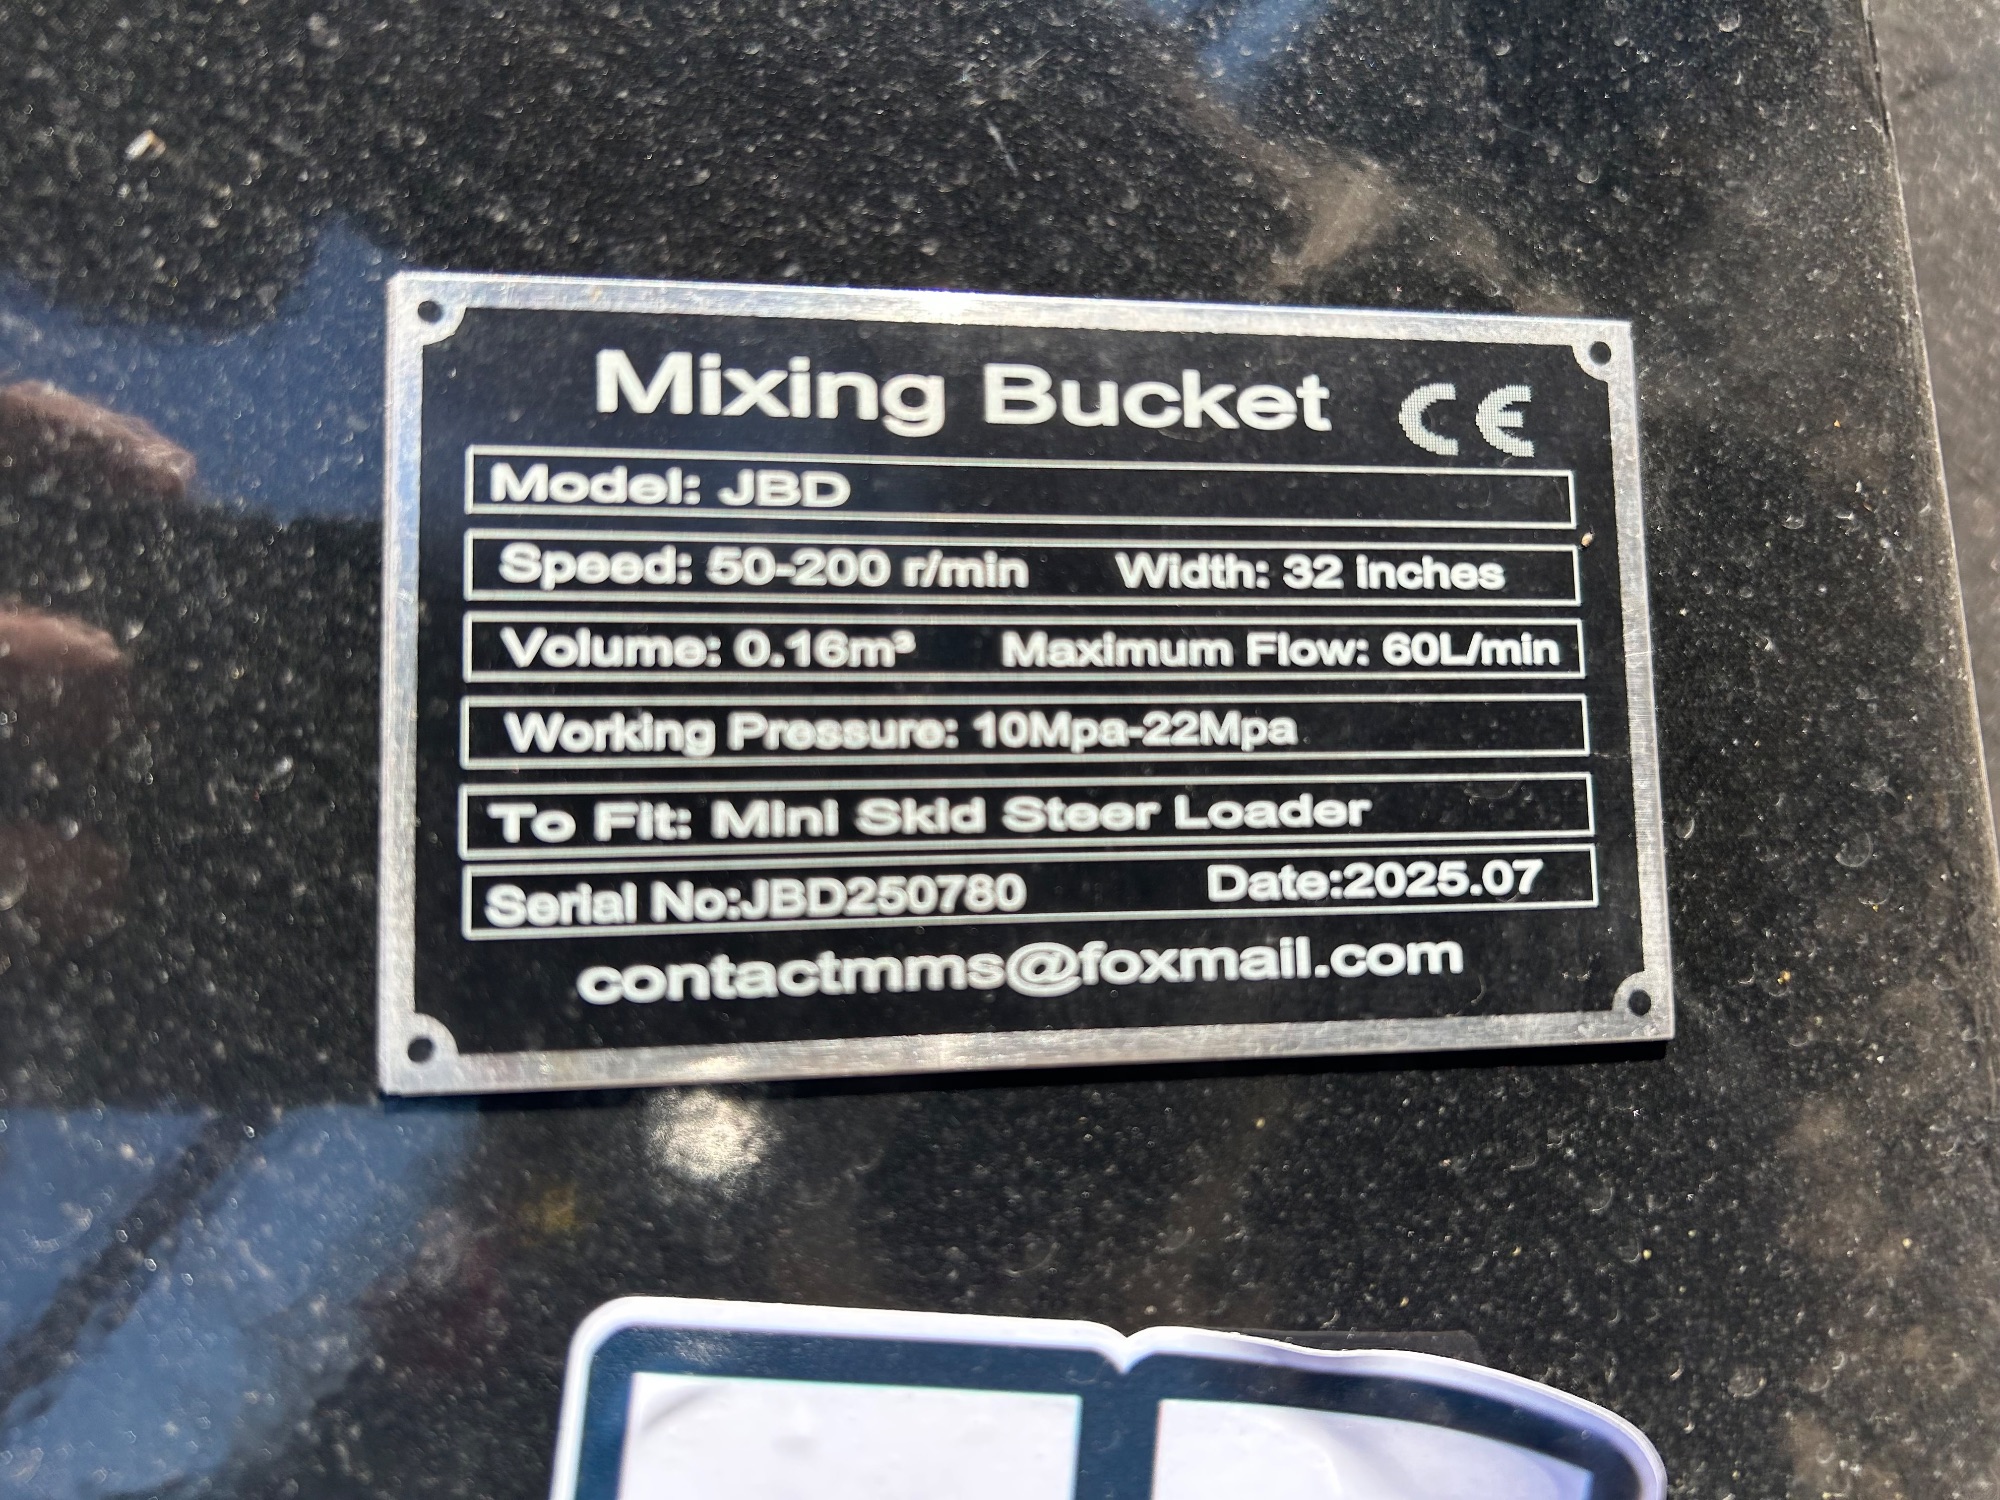 Mixing Bucket CE
Model: JBD
Speed: 50-200 r/min Width: 32 inches
Volume: 0.16m³ Maximum Flow: 60L/min
Working Pressure: 10Mpa-22Mpa
To Fit: Mini Skid Steer Loader
Serial No:JBD250780 Date:2025.07
contactmms@foxmail.com